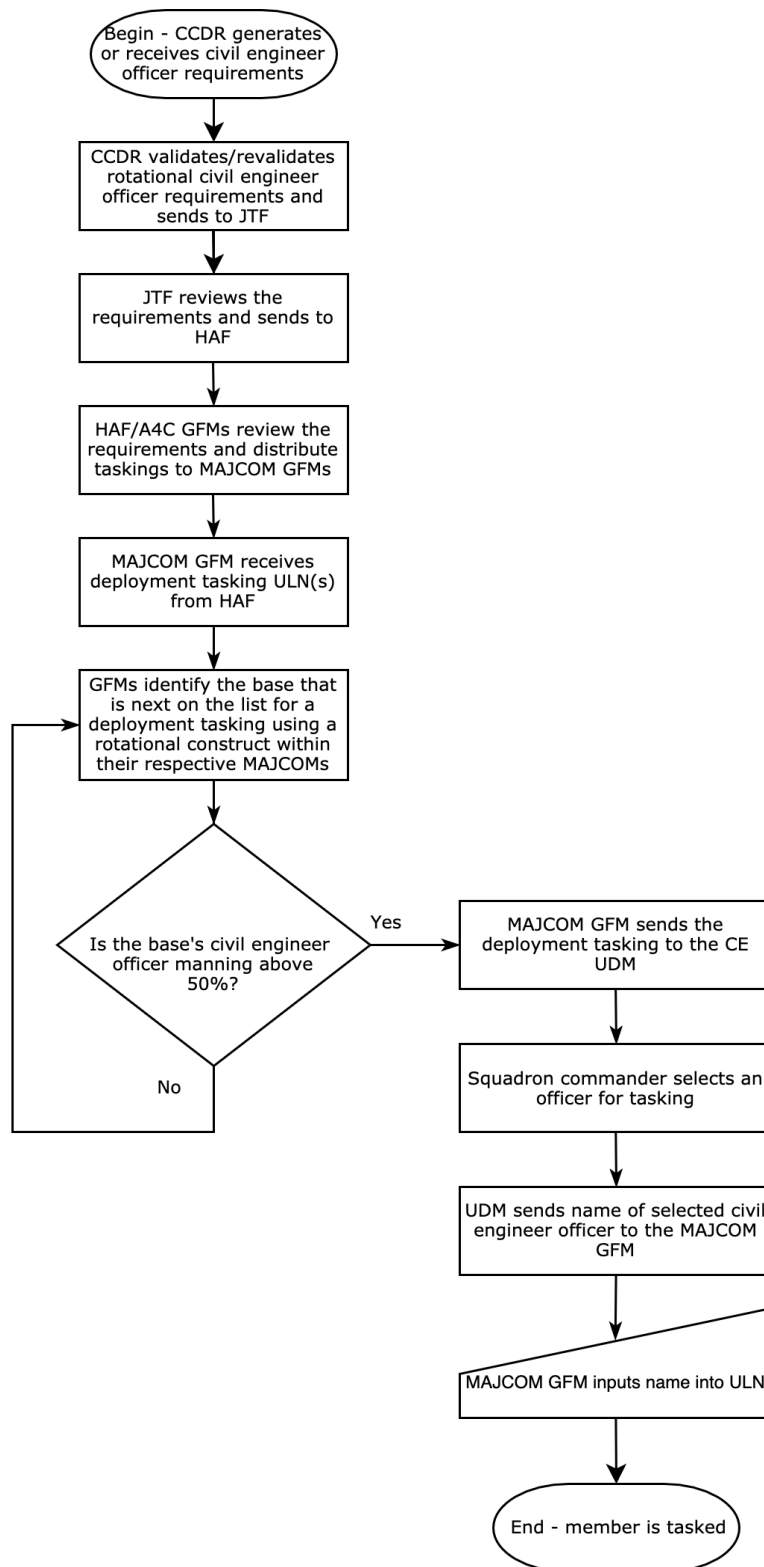 Begin - CCDR generates
or receives civil engineer
officer requirements
CCDR validates/revalidates
rotational civil engineer
officer requirements and
sends to JTF
JTF reviews the
requirements and sends to
HAF
HAF/A4C GFMs review the
requirements and distribute
taskings to MAJCOM GFMs
MAJCOM GFM receives
deployment tasking ULN(s)
from HAF
GFMs identify the base that
is next on the list for a
deployment tasking using a
rotational construct within
their respective MAJCOMs
Is the base's civil engineer
officer manning above
50%?
No
Yes
MAJCOM GFM sends the
deployment tasking to the CE
UDM
Squadron commander selects an
officer for tasking
UDM sends name of selected civil
engineer officer to the MAJCOM
GFM
MAJCOM GFM inputs name into ULN
End - member is tasked